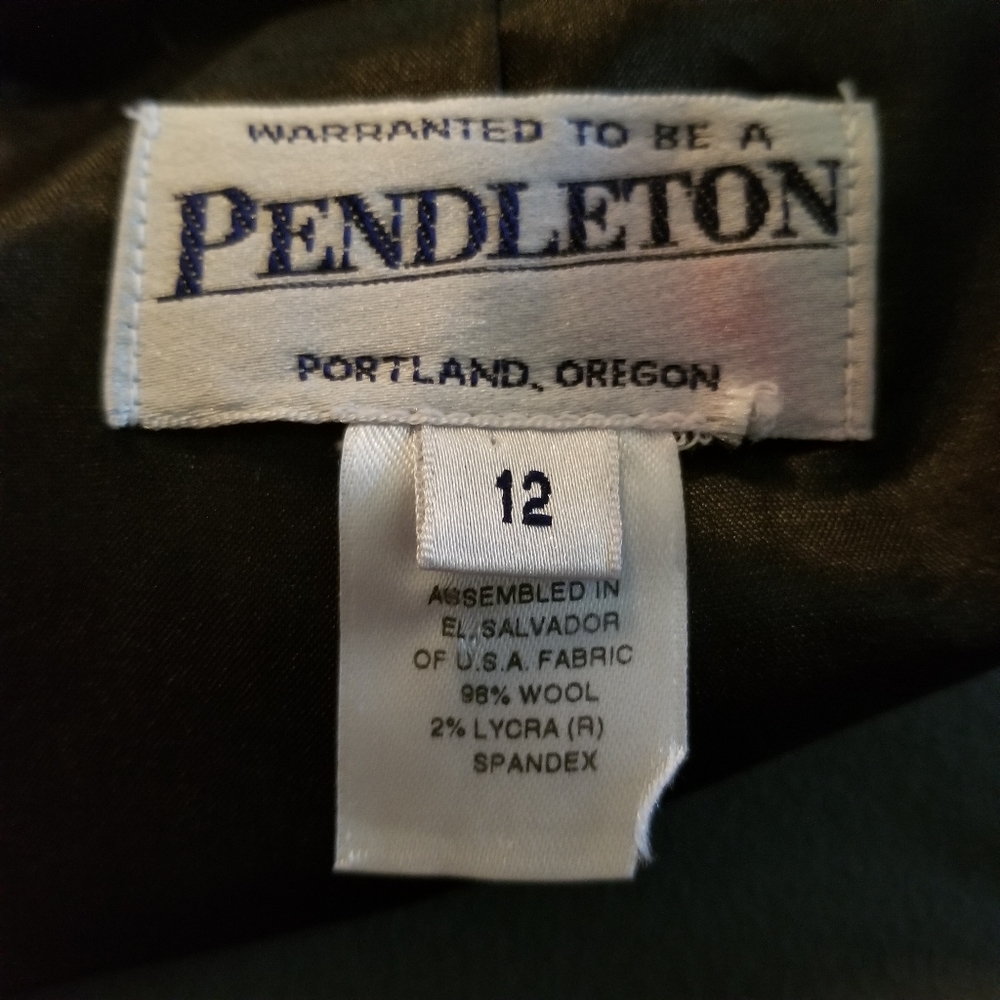 WARRANTED TO BE A
PENDLETON
PORTLAND, OREGON
12
ASSEMBLED IN
EL SALVADOR
OF U.S.A. FABRIC
98% WOOL
2% LYCRA (R)
SPANDEX